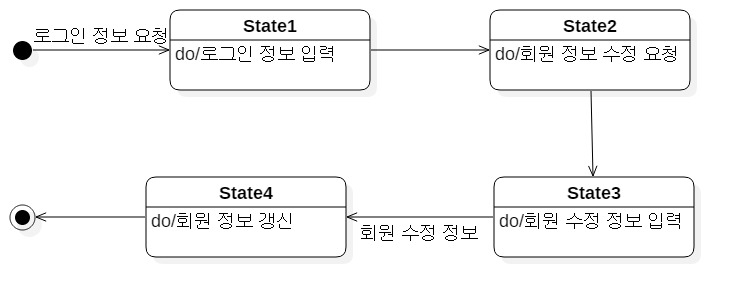 로그인 정보 요청
State1
do/로그인 정보 입력
State2
do/회원 정보 수정 요청
State4
do/회원 정보 갱신
회원 수정 정보
State3
do/회원 수정 정보 입력